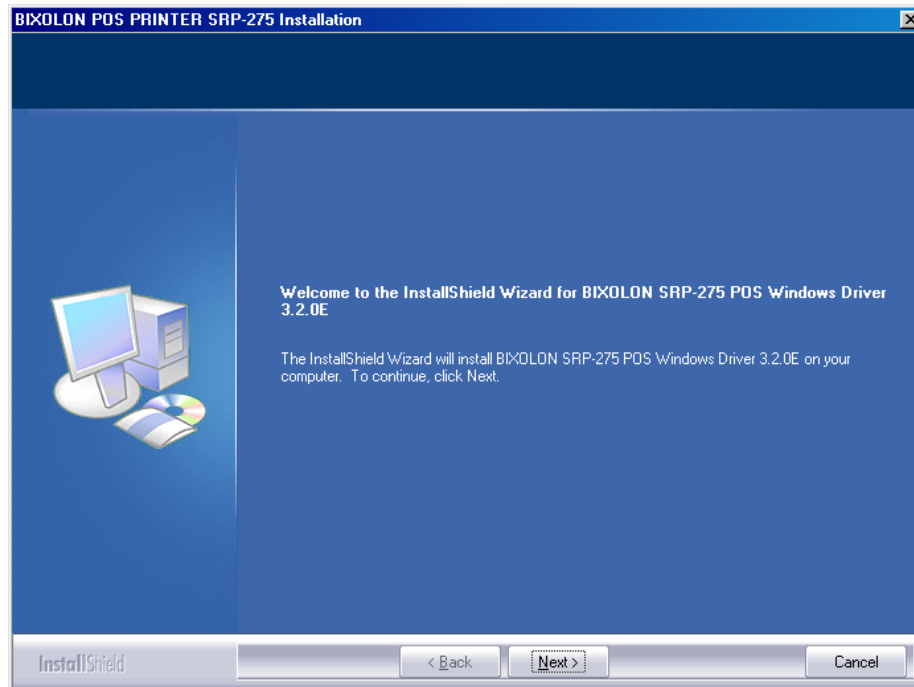 BIXOLON POS PRINTER SRP-275 Installation
Welcome to the InstallShield Wizard for BIXOLON SRP-275 POS Windows Driver
3.2.0E
The InstallShield Wizard will install BIXOLON SRP-275 POS Windows Driver 3.2.0E on your
computer. To continue, click Next.
InstallShield
< Back
Next >
Cancel